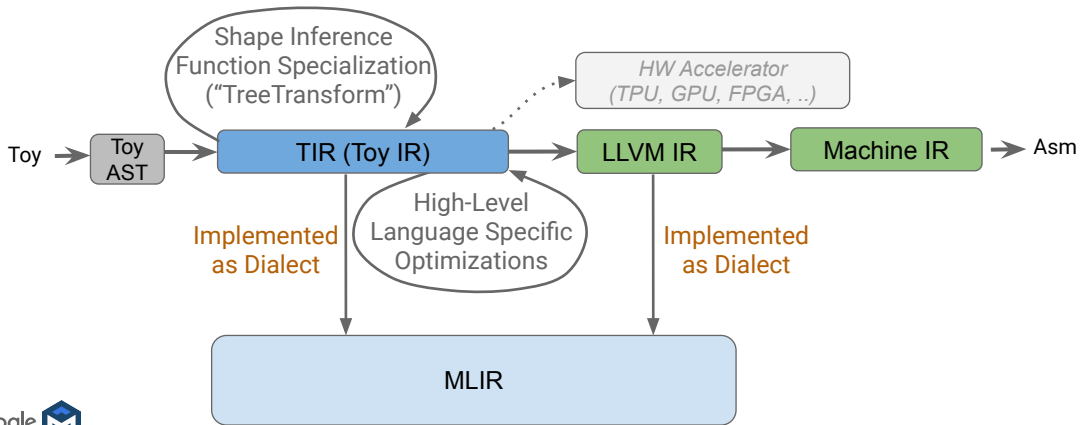 Shape Inference
Function Specialization
(“TreeTransform”)
HW Accelerator
(TPU, GPU, FPGA, ..)
Toy
Toy
AST
TIR (Toy IR)
LLVM IR
Machine IR
Asm
High-Level
Language Specific
Optimizations
Implemented
as Dialect
Implemented
as Dialect
MLIR